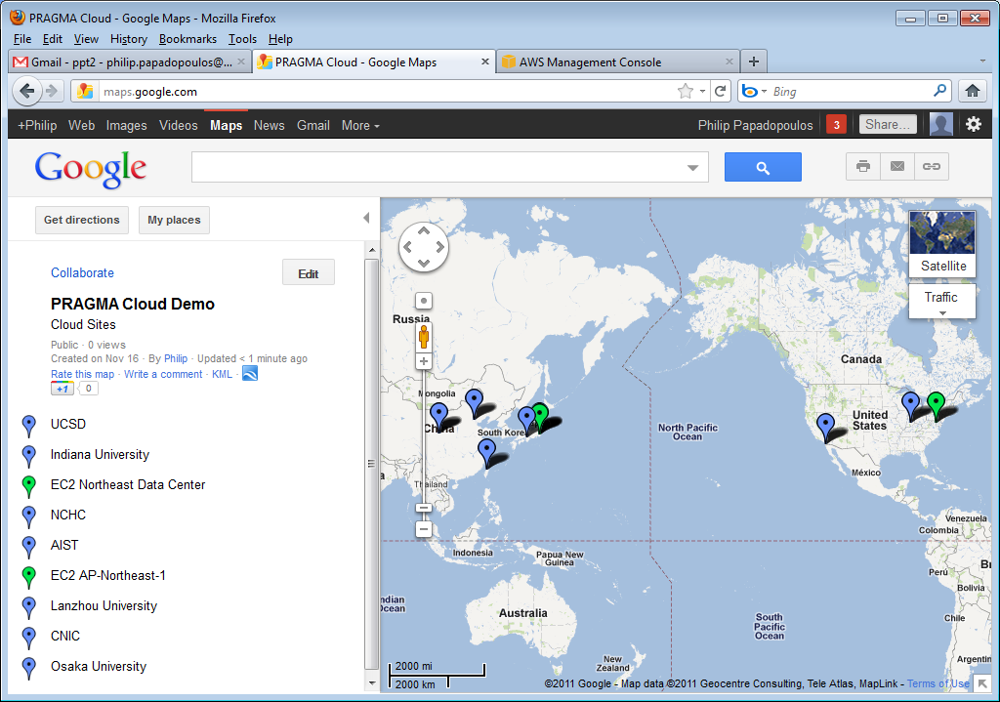 PRAGMA Cloud - Google Maps - Mozilla Firefox
File Edit View History Bookmarks Tools Help
Gmail - ppt2 - philip.papadopoulos@... PRAGMA Cloud - Google Maps AWS Management Console
maps.google.com Bing
+Philip Web Images Videos Maps News Gmail More Philip Papadopoulos 3 Share...
Google
Get directions My places
Collaborate Edit
PRAGMA Cloud Demo
Cloud Sites
Public · 0 views
Created on Nov 16 · By Philip · Updated < 1 minute ago
Rate this map · Write a comment · KML ·
+1 0
UCSD
Indiana University
EC2 Northeast Data Center
NCHC
AIST
EC2 AP-Northeast-1
Lanzhou University
CNIC
Osaka University
Satellite
Traffic
Russia
Canada
Mongolia
China
South Korea
United
States
North Pacific
Ocean
México
Thailand
Venezuela
Colombia
Indonesia
Papua New
Guinea
Perú
Br
Bolivia
ndian
Ocean
Australia
South
Pacific
Ocean
Chile
New
Zealand
Argentin
2000 mi
2000 km
©2011 Google - Map data ©2011 Geocentre Consulting, Tele Atlas, MapLink - Terms of Use